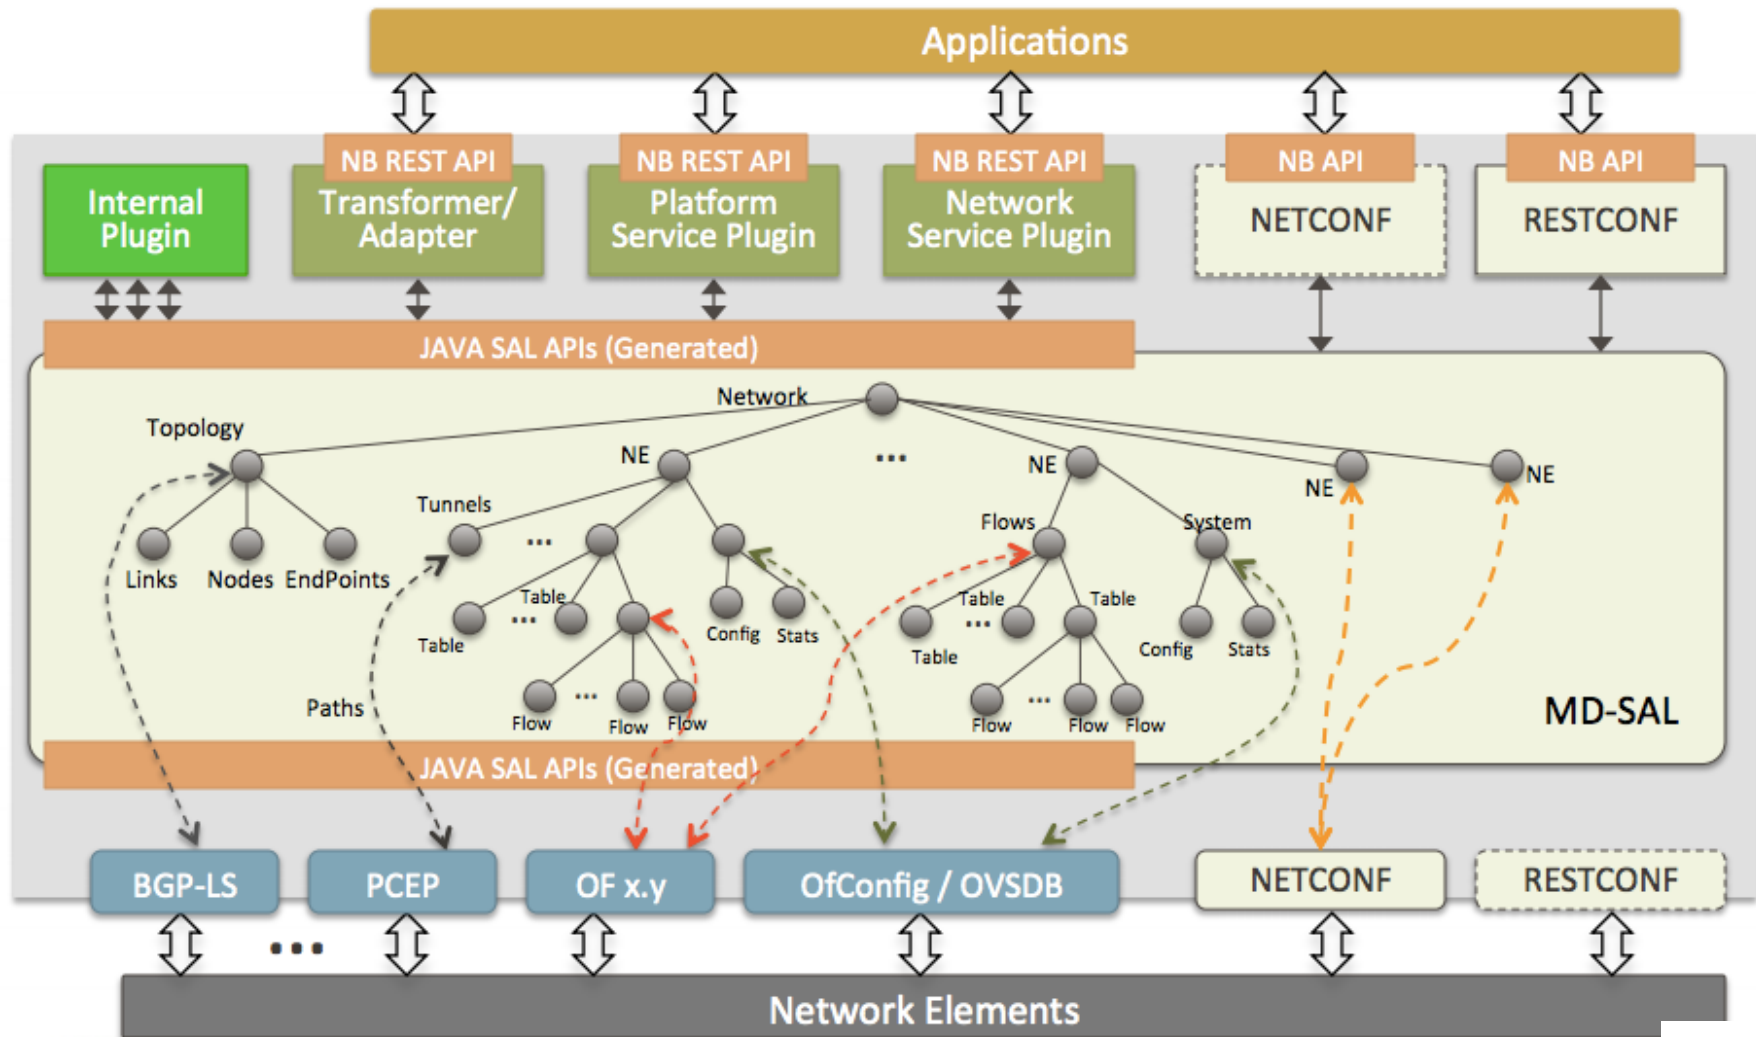 Applications
NB REST API
NB REST API
NB REST API
NB API
NB API
Internal
Plugin
Transformer/
Adapter
Platform
Service Plugin
Network
Service Plugin
NETCONF
RESTCONF
JAVA SAL APIs (Generated)
Network
Topology
NE
...
NE
NE
NE
Tunnels
...
Flows
System
Links
Nodes
EndPoints
Table
...
Table
Config
Stats
Table
...
Table
Table
Config
Stats
Paths
Flow
...
Flow
Flow
Flow
...
Flow
Flow
MD-SAL
JAVA SAL APIs (Generated)
BGP-LS
PCEP
OF x.y
OfConfig / OVSDB
NETCONF
RESTCONF
...
Network Elements